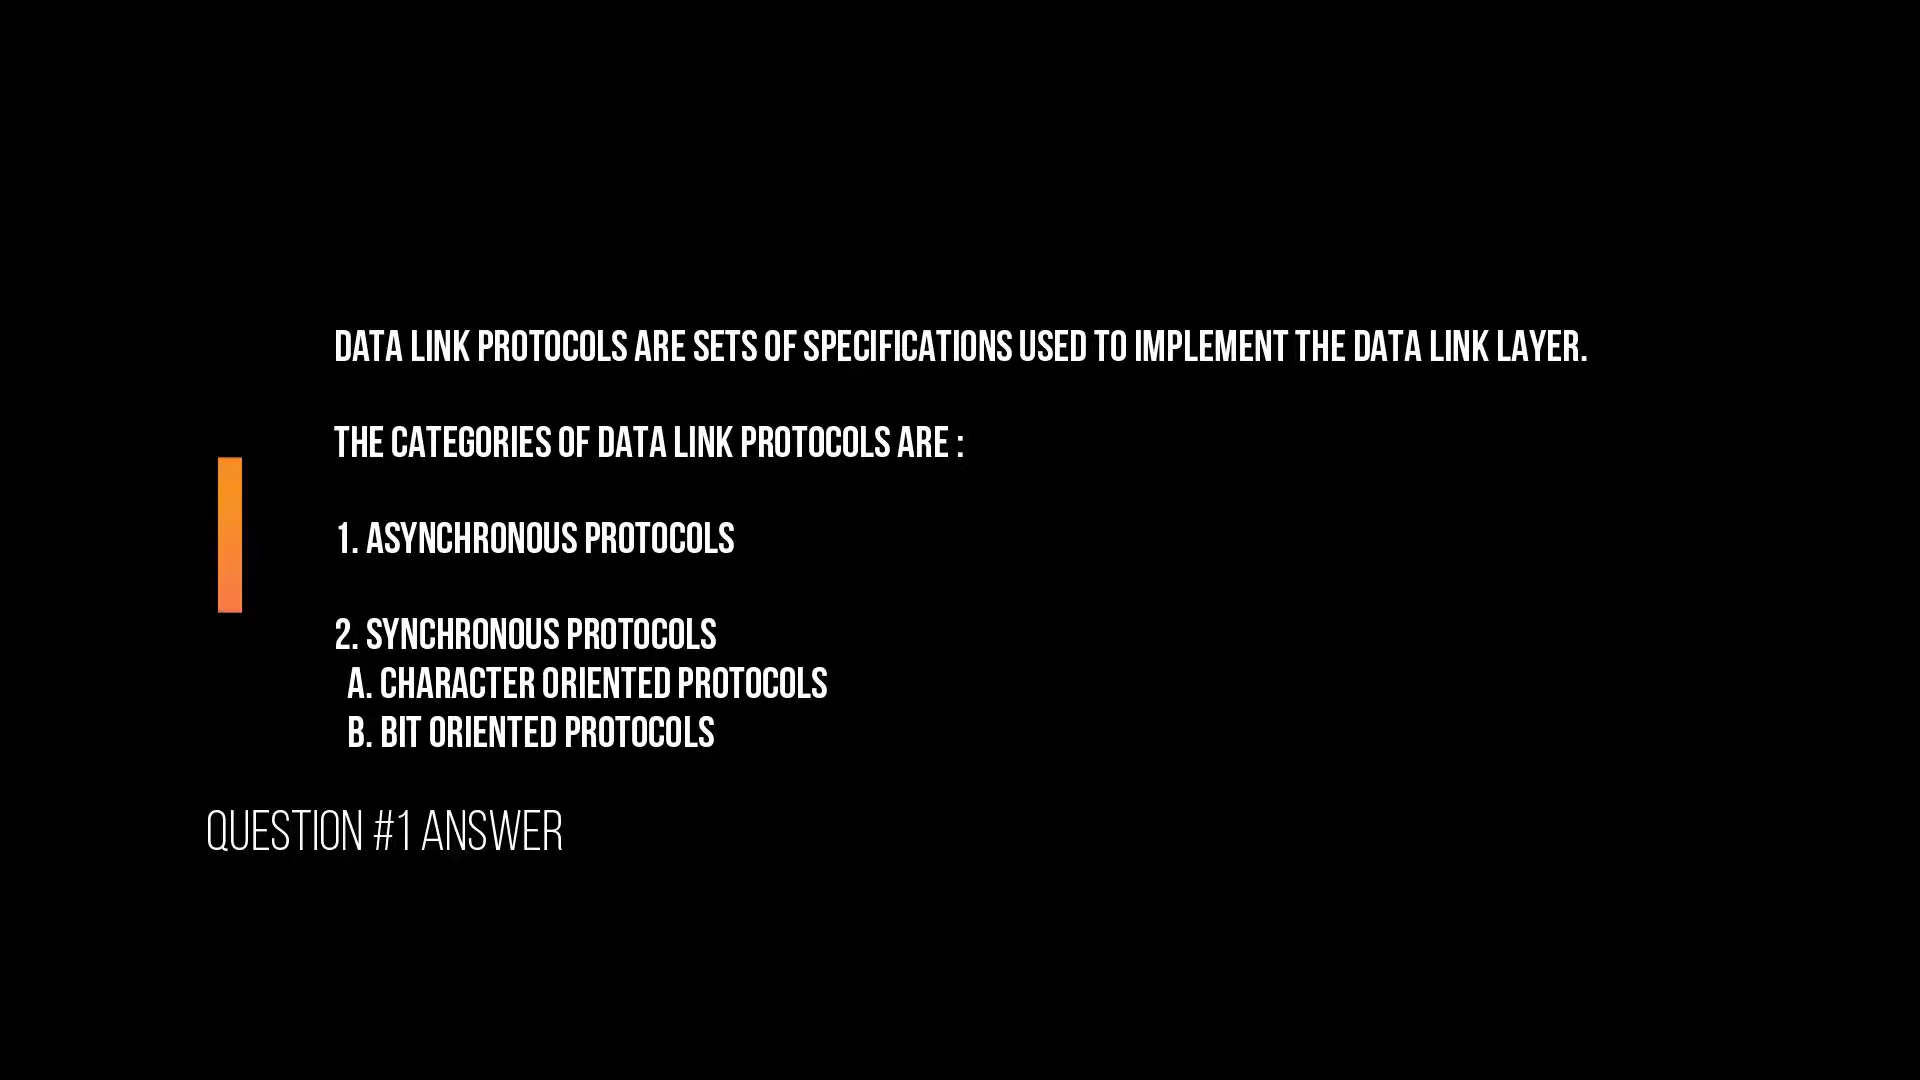 DATA LINK PROTOCOLS ARE SETS OF SPECIFICATIONS USED TO IMPLEMENT THE DATA LINK LAYER.
THE CATEGORIES OF DATA LINK PROTOCOLS ARE :
1. ASYNCHRONOUS PROTOCOLS
2. SYNCHRONOUS PROTOCOLS
A. CHARACTER ORIENTED PROTOCOLS
B. BIT ORIENTED PROTOCOLS
QUESTION #1 ANSWER